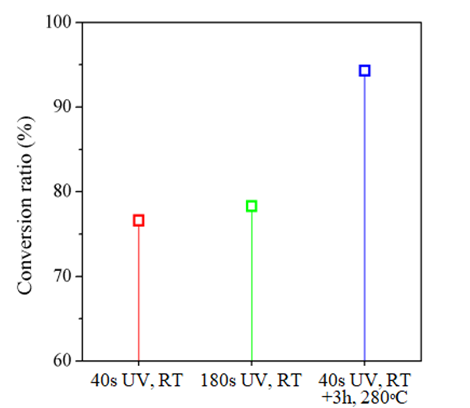 100
90
80
70
60
Conversion ratio (%)
40s UV, RT
180s UV, RT
40s UV, RT
+3h, 280°C